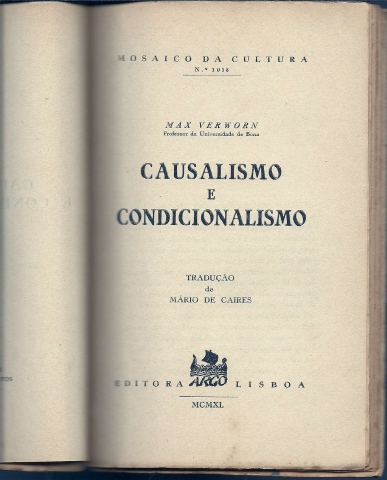 MOSAICO DA CULTURA
N.º 1018
MAX VERWORN
Professor da Universidade de Bona
CAUSALISMO
E
CONDICIONALISMO
TRADUÇÃO
de
MÁRIO DE CAIRES
EDITORA ARGO LISBOA
MCMXL